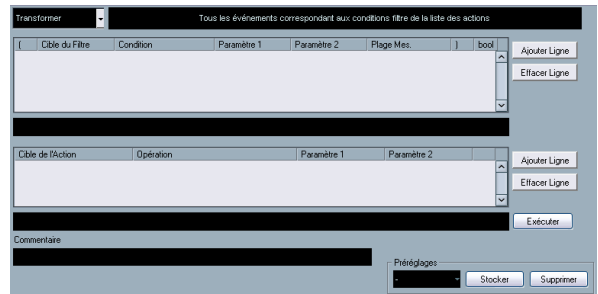 Transformer
Tous les événements correspondant aux conditions filtre de la liste des actions
( Cible du Filtre Condition Paramètre 1 Paramètre 2 Plage Mes. ) bool
Ajouter Ligne
Effacer Ligne
Cible de l'Action Opération Paramètre 1 Paramètre 2
Ajouter Ligne
Effacer Ligne
Exécuter
Commentaire
Préréglages
-
Stocker Supprimer